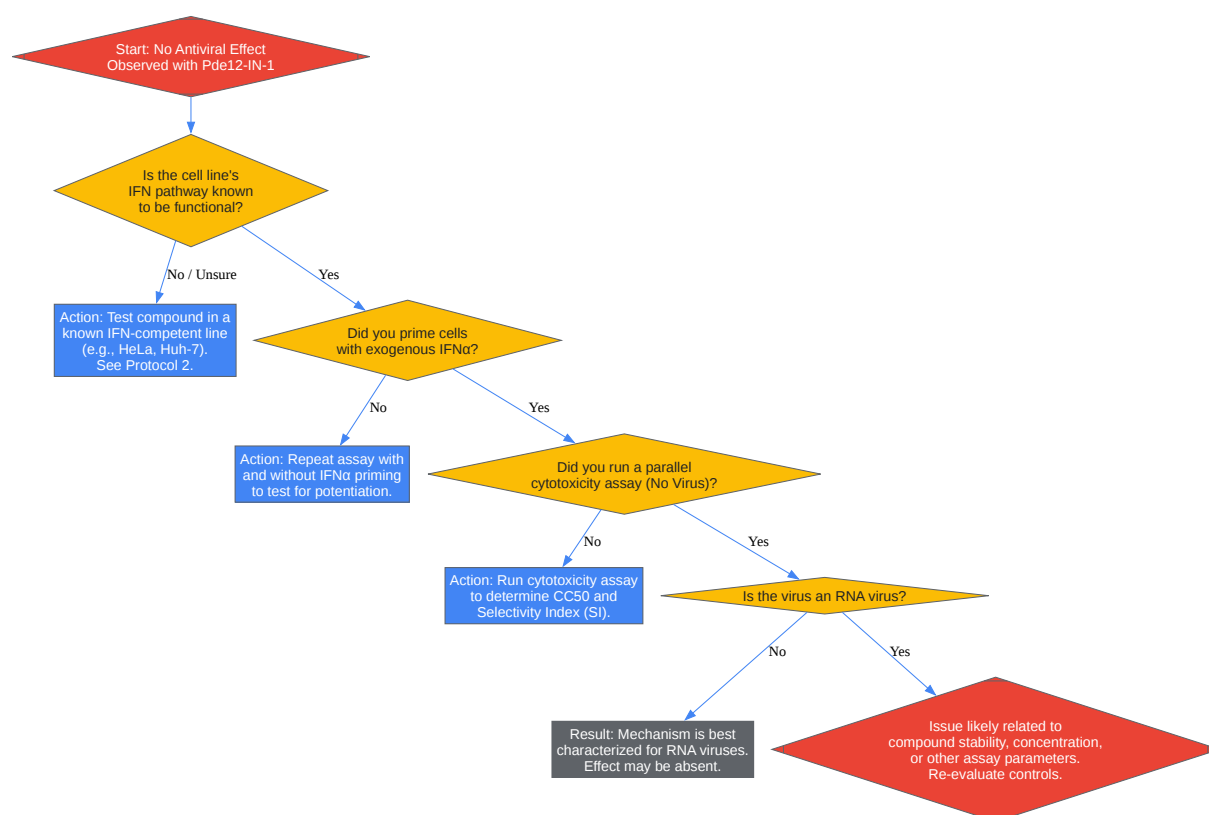 Start: No Antiviral Effect
Observed with Pde12-IN-1
Is the cell line's
IFN pathway known
to be functional?
No / Unsure
Yes
Action: Test compound in a
known IFN-competent line
(e.g., HeLa, Huh-7).
See Protocol 2.
Did you prime cells
with exogenous IFNα?
No
Yes
Action: Repeat assay with
and without IFNα priming
to test for potentiation.
Did you run a parallel
cytotoxicity assay (No Virus)?
No
Yes
Action: Run cytotoxicity assay
to determine CC50 and
Selectivity Index (SI).
Is the virus an RNA virus?
No
Yes
Result: Mechanism is best
characterized for RNA viruses.
Effect may be absent.
Issue likely related to
compound stability, concentration,
or other assay parameters.
Re-evaluate controls.